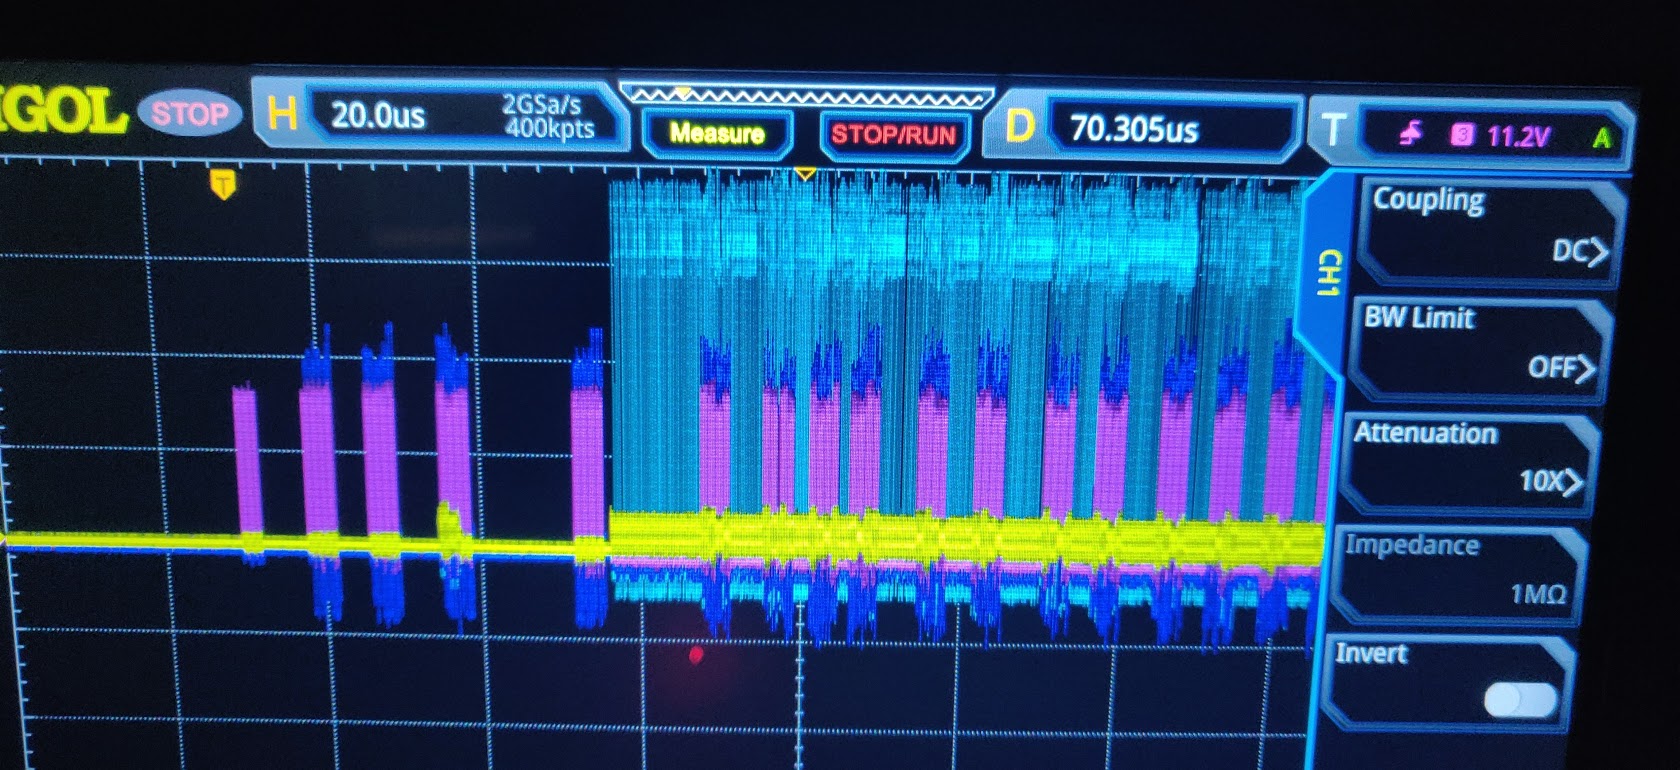 IGOL
STOP
H
20.0us
2GSa/s
400kpts
Measure
STOP/RUN
D
70.305us
T
3
11.2V
A
T
CH1
Coupling
DC>
BW Limit
OFF>
Attenuation
10X>
Impedance
1MΩ
Invert